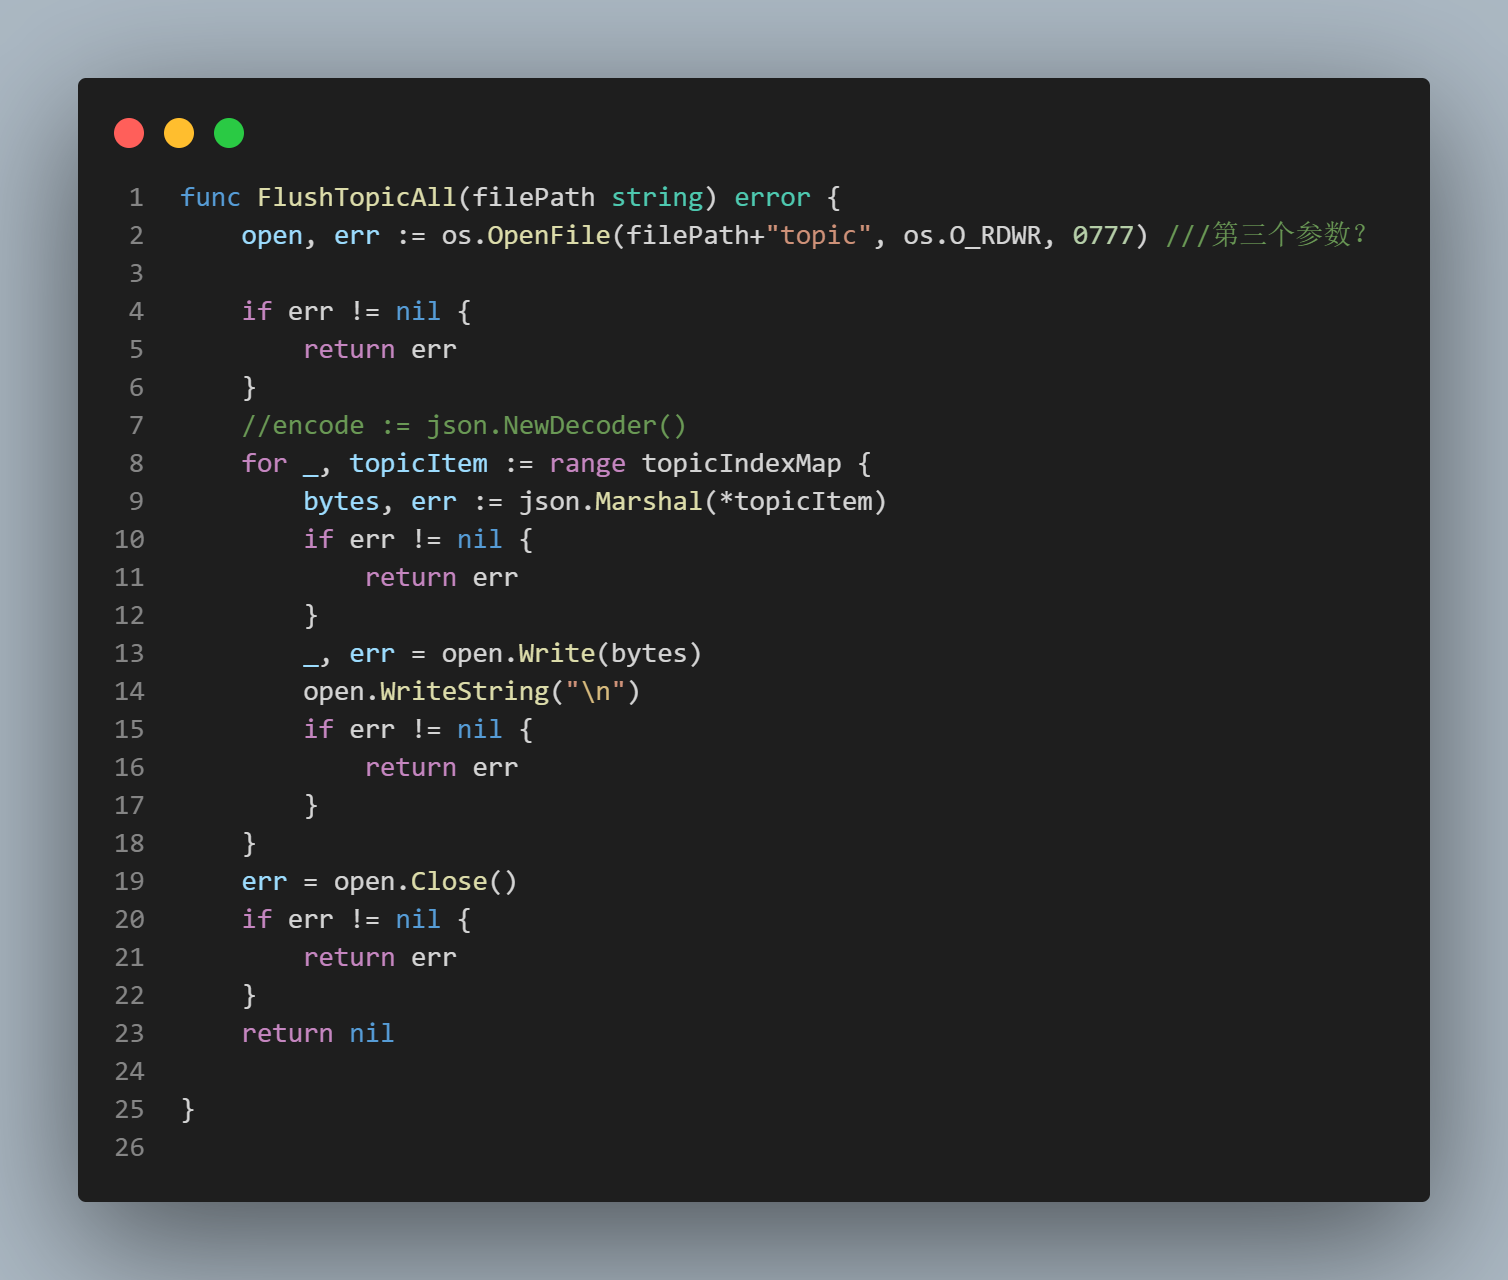 1 func FlushTopicAll(filePath string) error {
2     open, err := os.OpenFile(filePath+"topic", os.O_RDWR, 0777) ///第三个参数?
3
4     if err != nil {
5         return err
6     }
7     //encode := json.NewDecoder()
8     for _, topicItem := range topicIndexMap {
9         bytes, err := json.Marshal(*topicItem)
10         if err != nil {
11             return err
12         }
13         _, err = open.Write(bytes)
14         open.WriteString("\n")
15         if err != nil {
16             return err
17         }
18     }
19     err = open.Close()
20     if err != nil {
21         return err
22     }
23     return nil
24
25 }
26